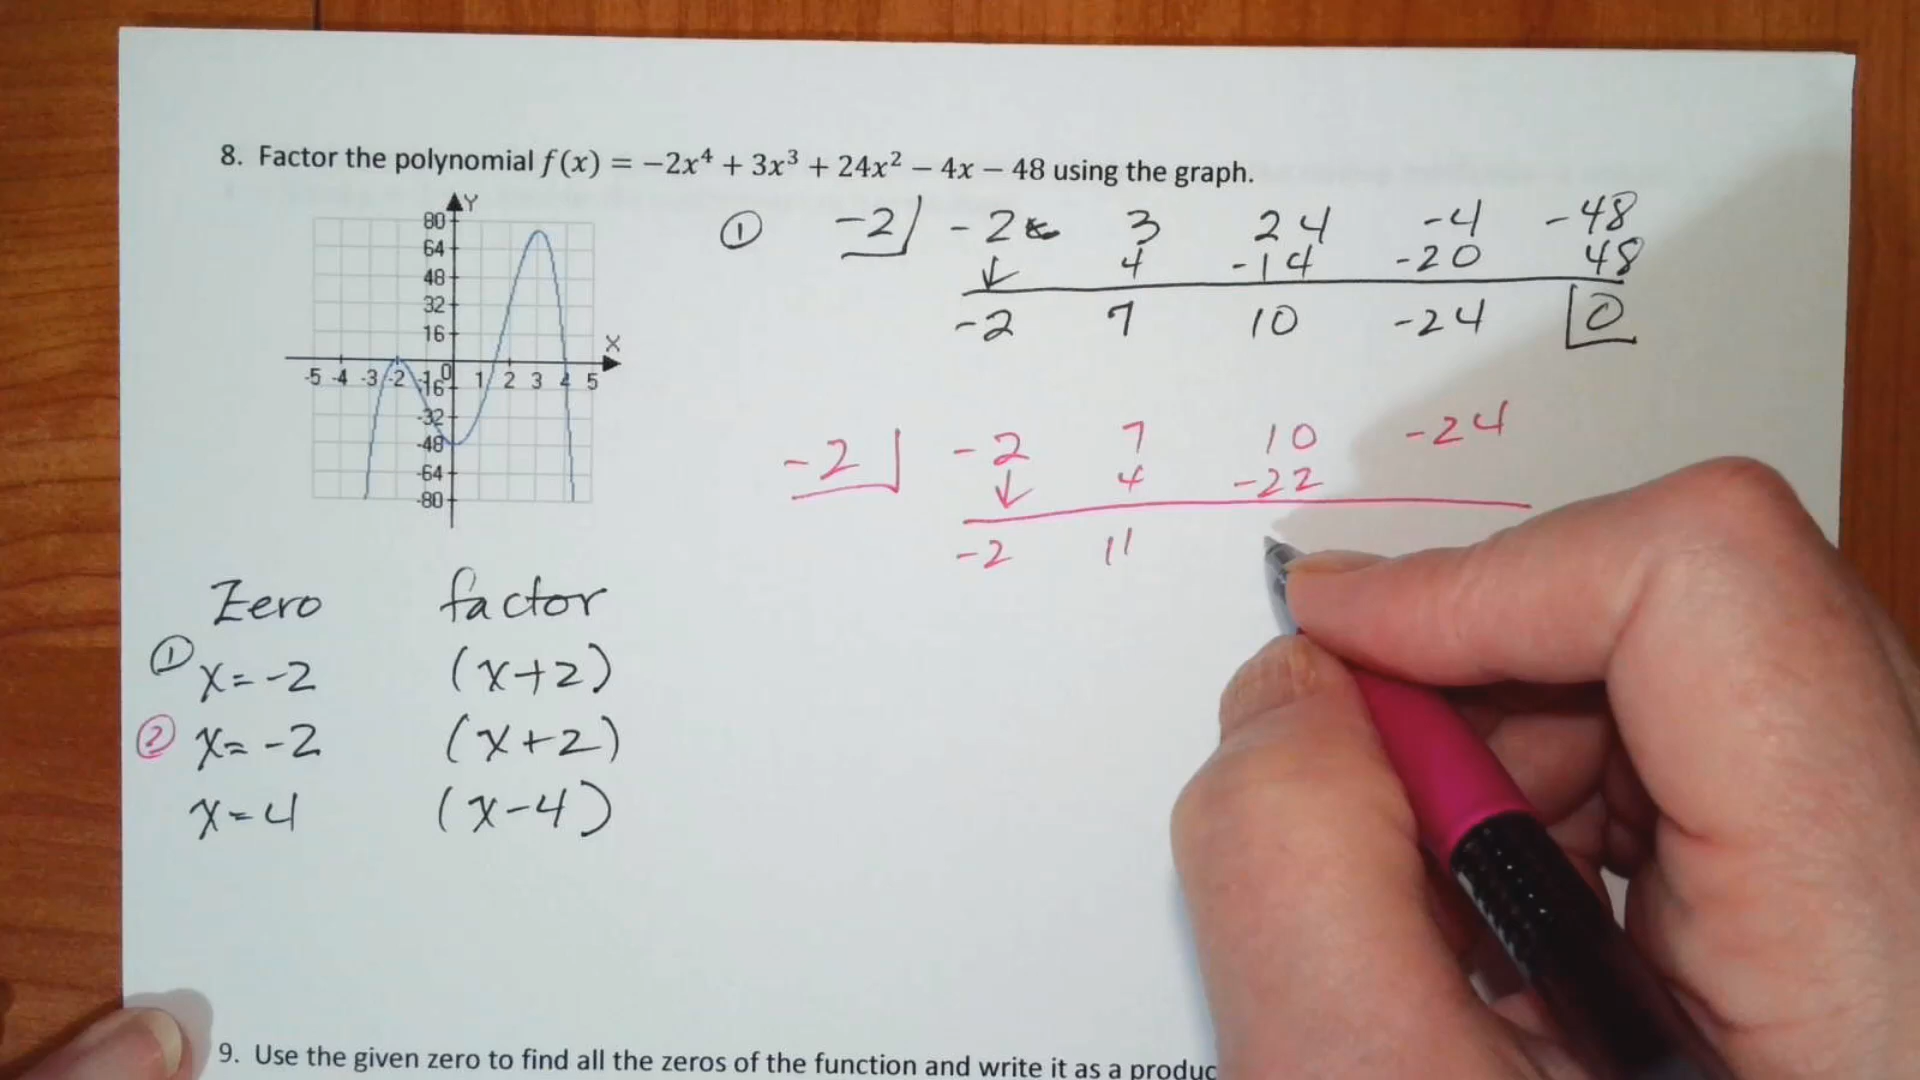 8. Factor the polynomial f(x) = −2x⁴ + 3x³ + 24x² − 4x − 48 using the graph.
Y
80
64
48
32
16
X
-5 -4 -3 -2 -1 0 1 2 3 4 5
-16
-32
-48
-64
-80
① -2 -2 3 24 -4 -48
↓ 4 -14 -20 48
-2 7 10 -24 0
-2 -2 7 10 -24
↓ 4 -22
-2 11
Zero factor
① x=-2 (x+2)
② x=-2 (x+2)
x=4 (x-4)
9. Use the given zero to find all the zeros of the function and write it as a produc